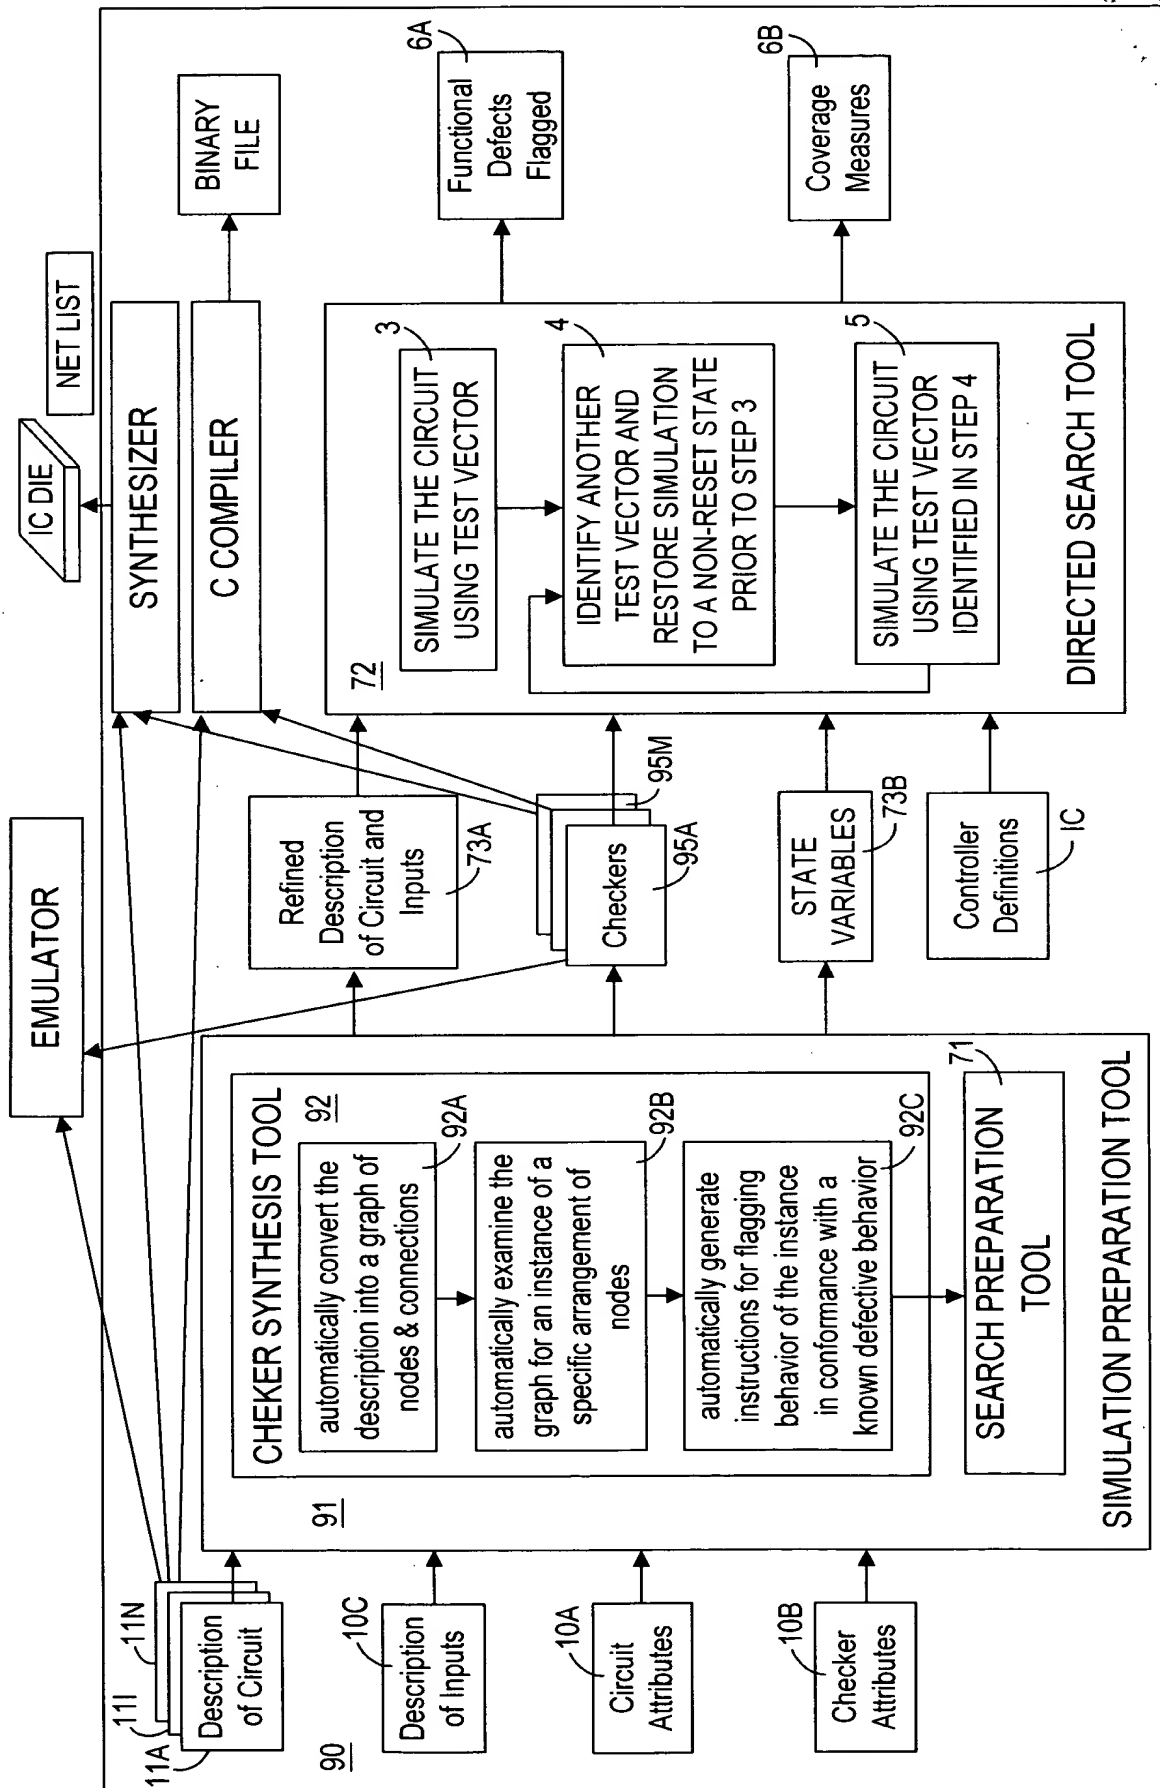 11N
11I
11A
Description
of Circuit
90
10C
Description
of Inputs
10A
Circuit
Attributes
10B
Checker
Attributes
91
CHEKER SYNTHESIS TOOL
92
92A
automatically convert the
description into a graph of
nodes & connections
92B
automatically examine the
graph for an instance of a
specific arrangement of
nodes
92C
automatically generate
instructions for flagging
behavior of the instance
in conformance with a
known defective behavior
71
SEARCH PREPARATION
TOOL
SIMULATION PREPARATION TOOL
EMULATOR
Refined
Description
of Circuit and
Inputs
73A
95M
Checkers
95A
STATE
VARIABLES
73B
Controller
Definitions
IC
IC DIE
NET LIST
SYNTHESIZER
C COMPILER
BINARY
FILE
72
3
SIMULATE THE CIRCUIT
USING TEST VECTOR
4
IDENTIFY ANOTHER
TEST VECTOR AND
RESTORE SIMULATION
TO A NON-RESET STATE
PRIOR TO STEP 3
5
SIMULATE THE CIRCUIT
USING TEST VECTOR
IDENTIFIED IN STEP 4
DIRECTED SEARCH TOOL
6A
Functional
Defects
Flagged
6B
Coverage
Measures